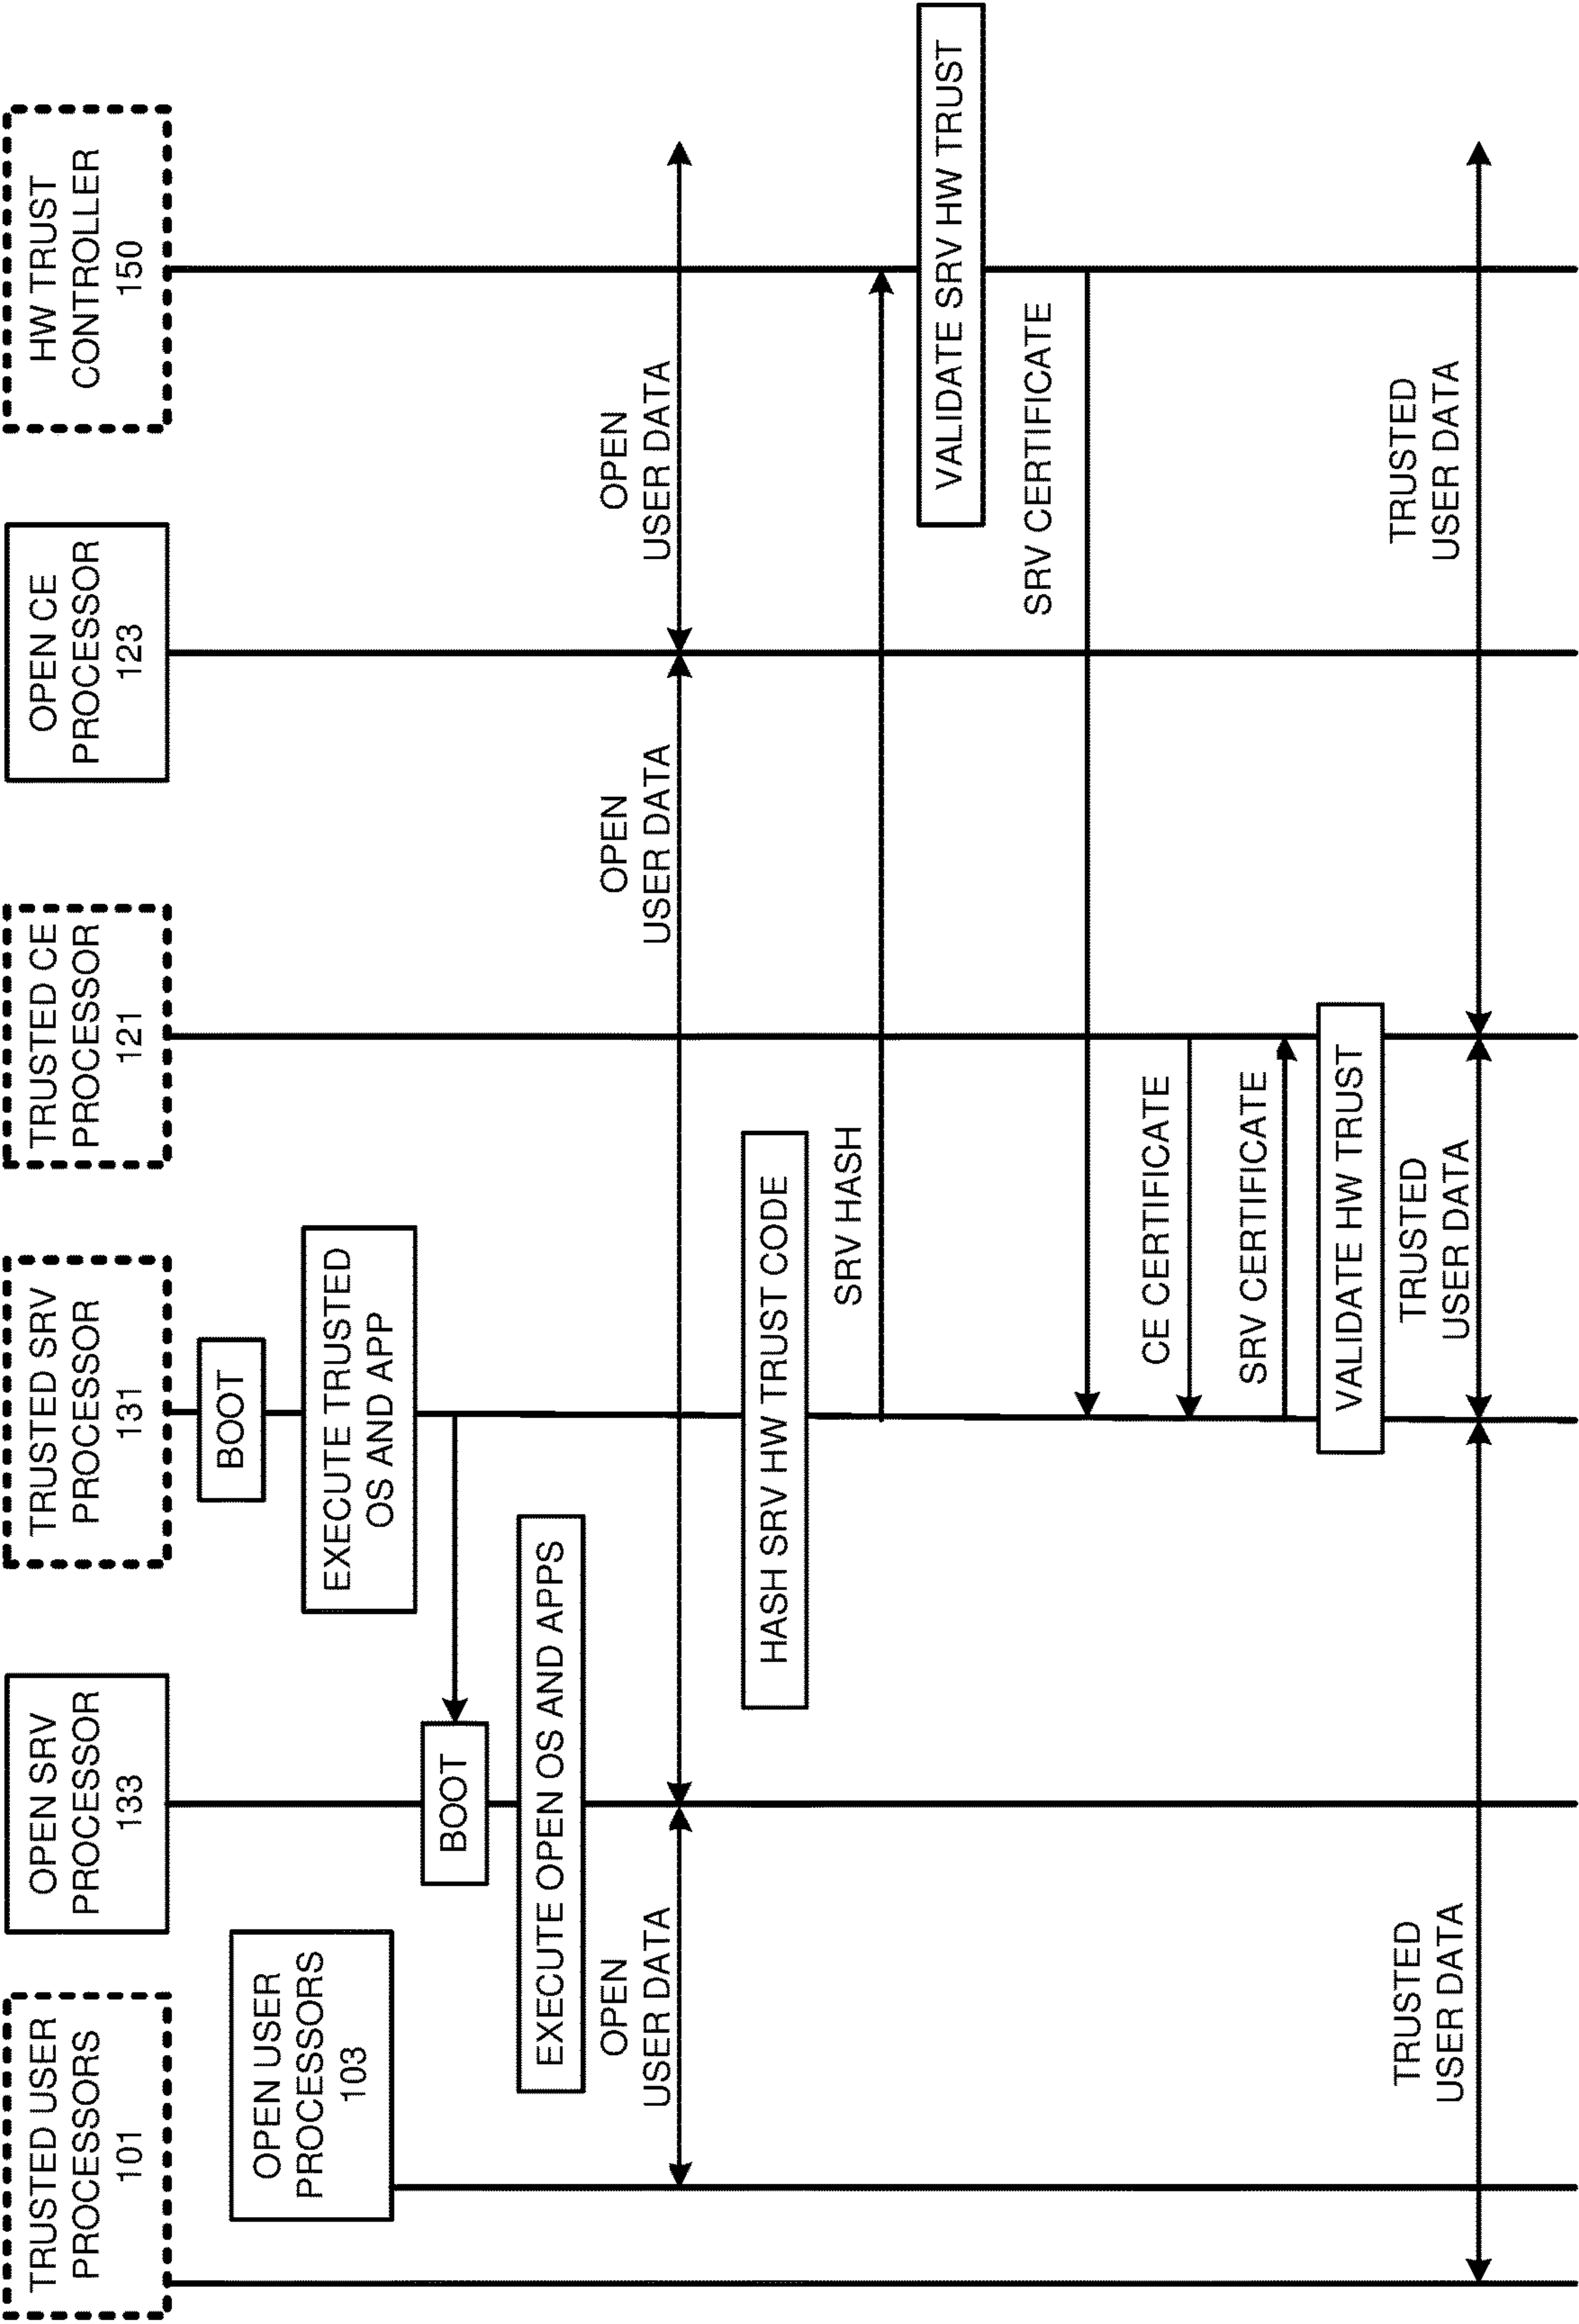 TRUSTED USER
PROCESSORS
101
OPEN USER
PROCESSORS
103
OPEN SRV
PROCESSOR
133
TRUSTED SRV
PROCESSOR
131
TRUSTED CE
PROCESSOR
121
OPEN CE
PROCESSOR
123
HW TRUST
CONTROLLER
150
BOOT
EXECUTE TRUSTED
OS AND APP
BOOT
EXECUTE OPEN OS AND APPS
OPEN
USER DATA
OPEN
USER DATA
OPEN
USER DATA
HASH SRV HW TRUST CODE
SRV HASH
VALIDATE SRV HW TRUST
SRV CERTIFICATE
CE CERTIFICATE
SRV CERTIFICATE
VALIDATE HW TRUST
TRUSTED
USER DATA
TRUSTED
USER DATA
TRUSTED
USER DATA